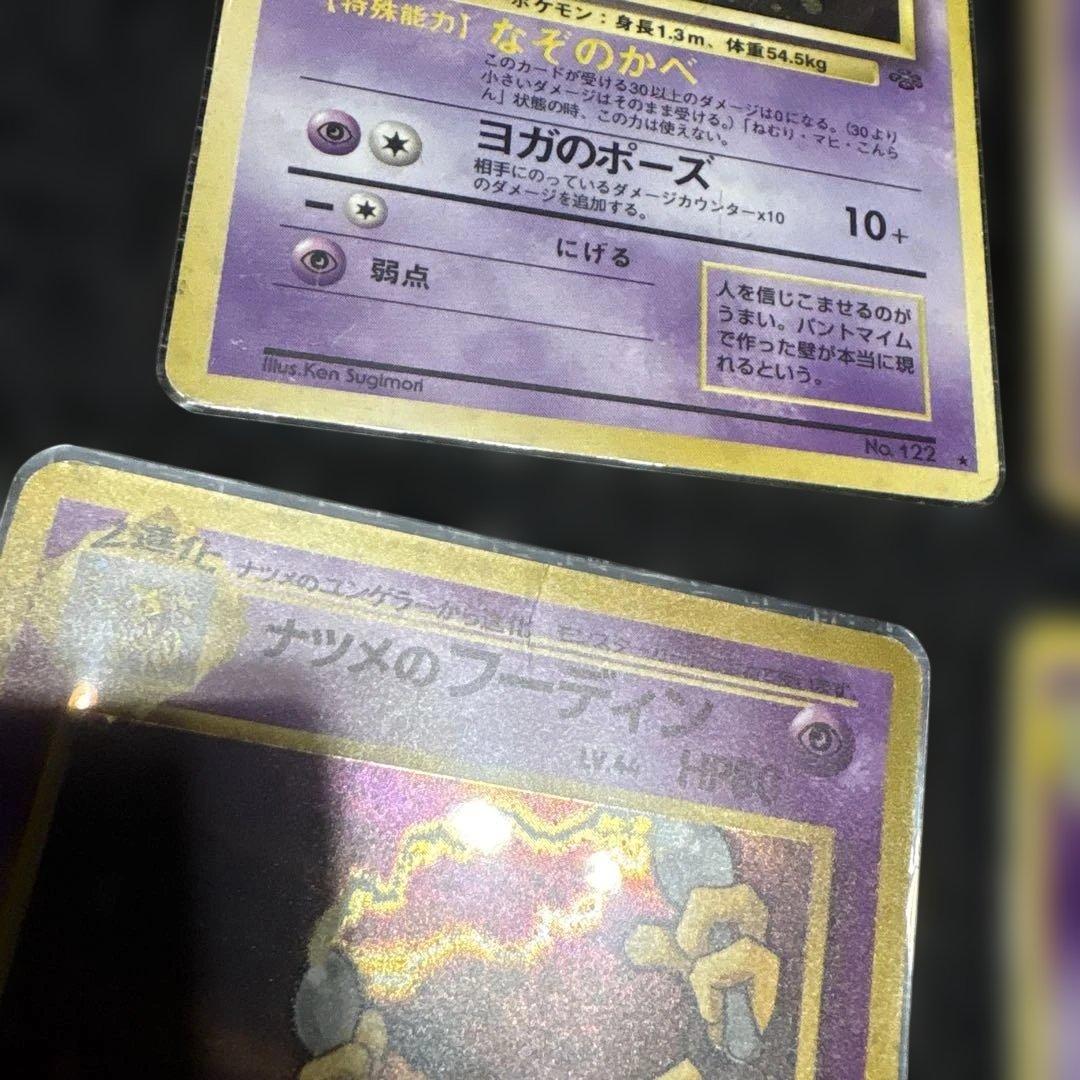 ポケモン：身長1.3m、体重54.5kg
【特殊能力】なぞのかべ
このカードが受ける30以上のダメージは0になる。（30より
小さいダメージはそのまま受ける。）「ねむり・マヒ・こんら
ん」状態の時、この力は使えない。
ヨガのポーズ
相手にのっているダメージカウンターx10
のダメージを追加する。
10+
にげる
弱点
人を信じこませるのが
うまい。パントマイム
で作った壁が本当に現
れるという。
Illus.Ken Sugimori
No. 122 ★
2進化
ナツメのユンゲラーから進化
ナツメのフーディン
LV.44 HP80